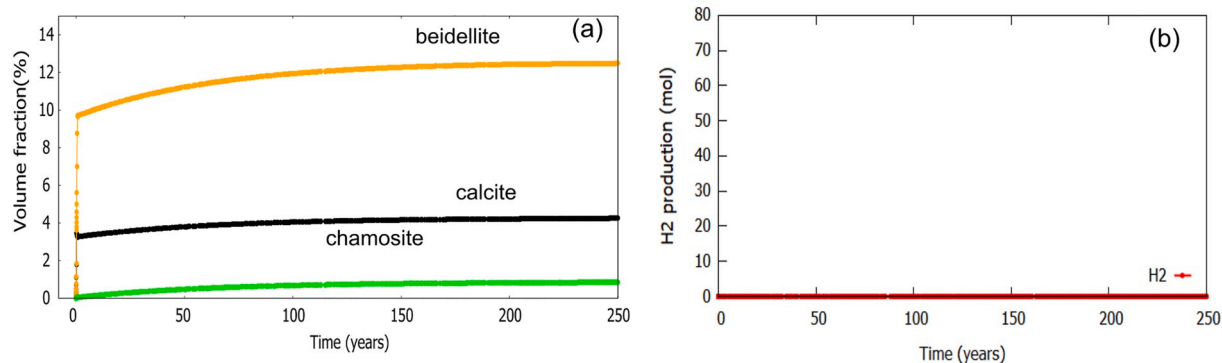 (a)
beidellite
calcite
chamosite
Volume fraction(%)
14
12
10
8
6
4
2
0
0 50 100 150 200 250
Time (years)
(b)
H2 production (mol)
80
70
60
50
40
30
20
10
0
H2
0 50 100 150 200 250
Time (years)